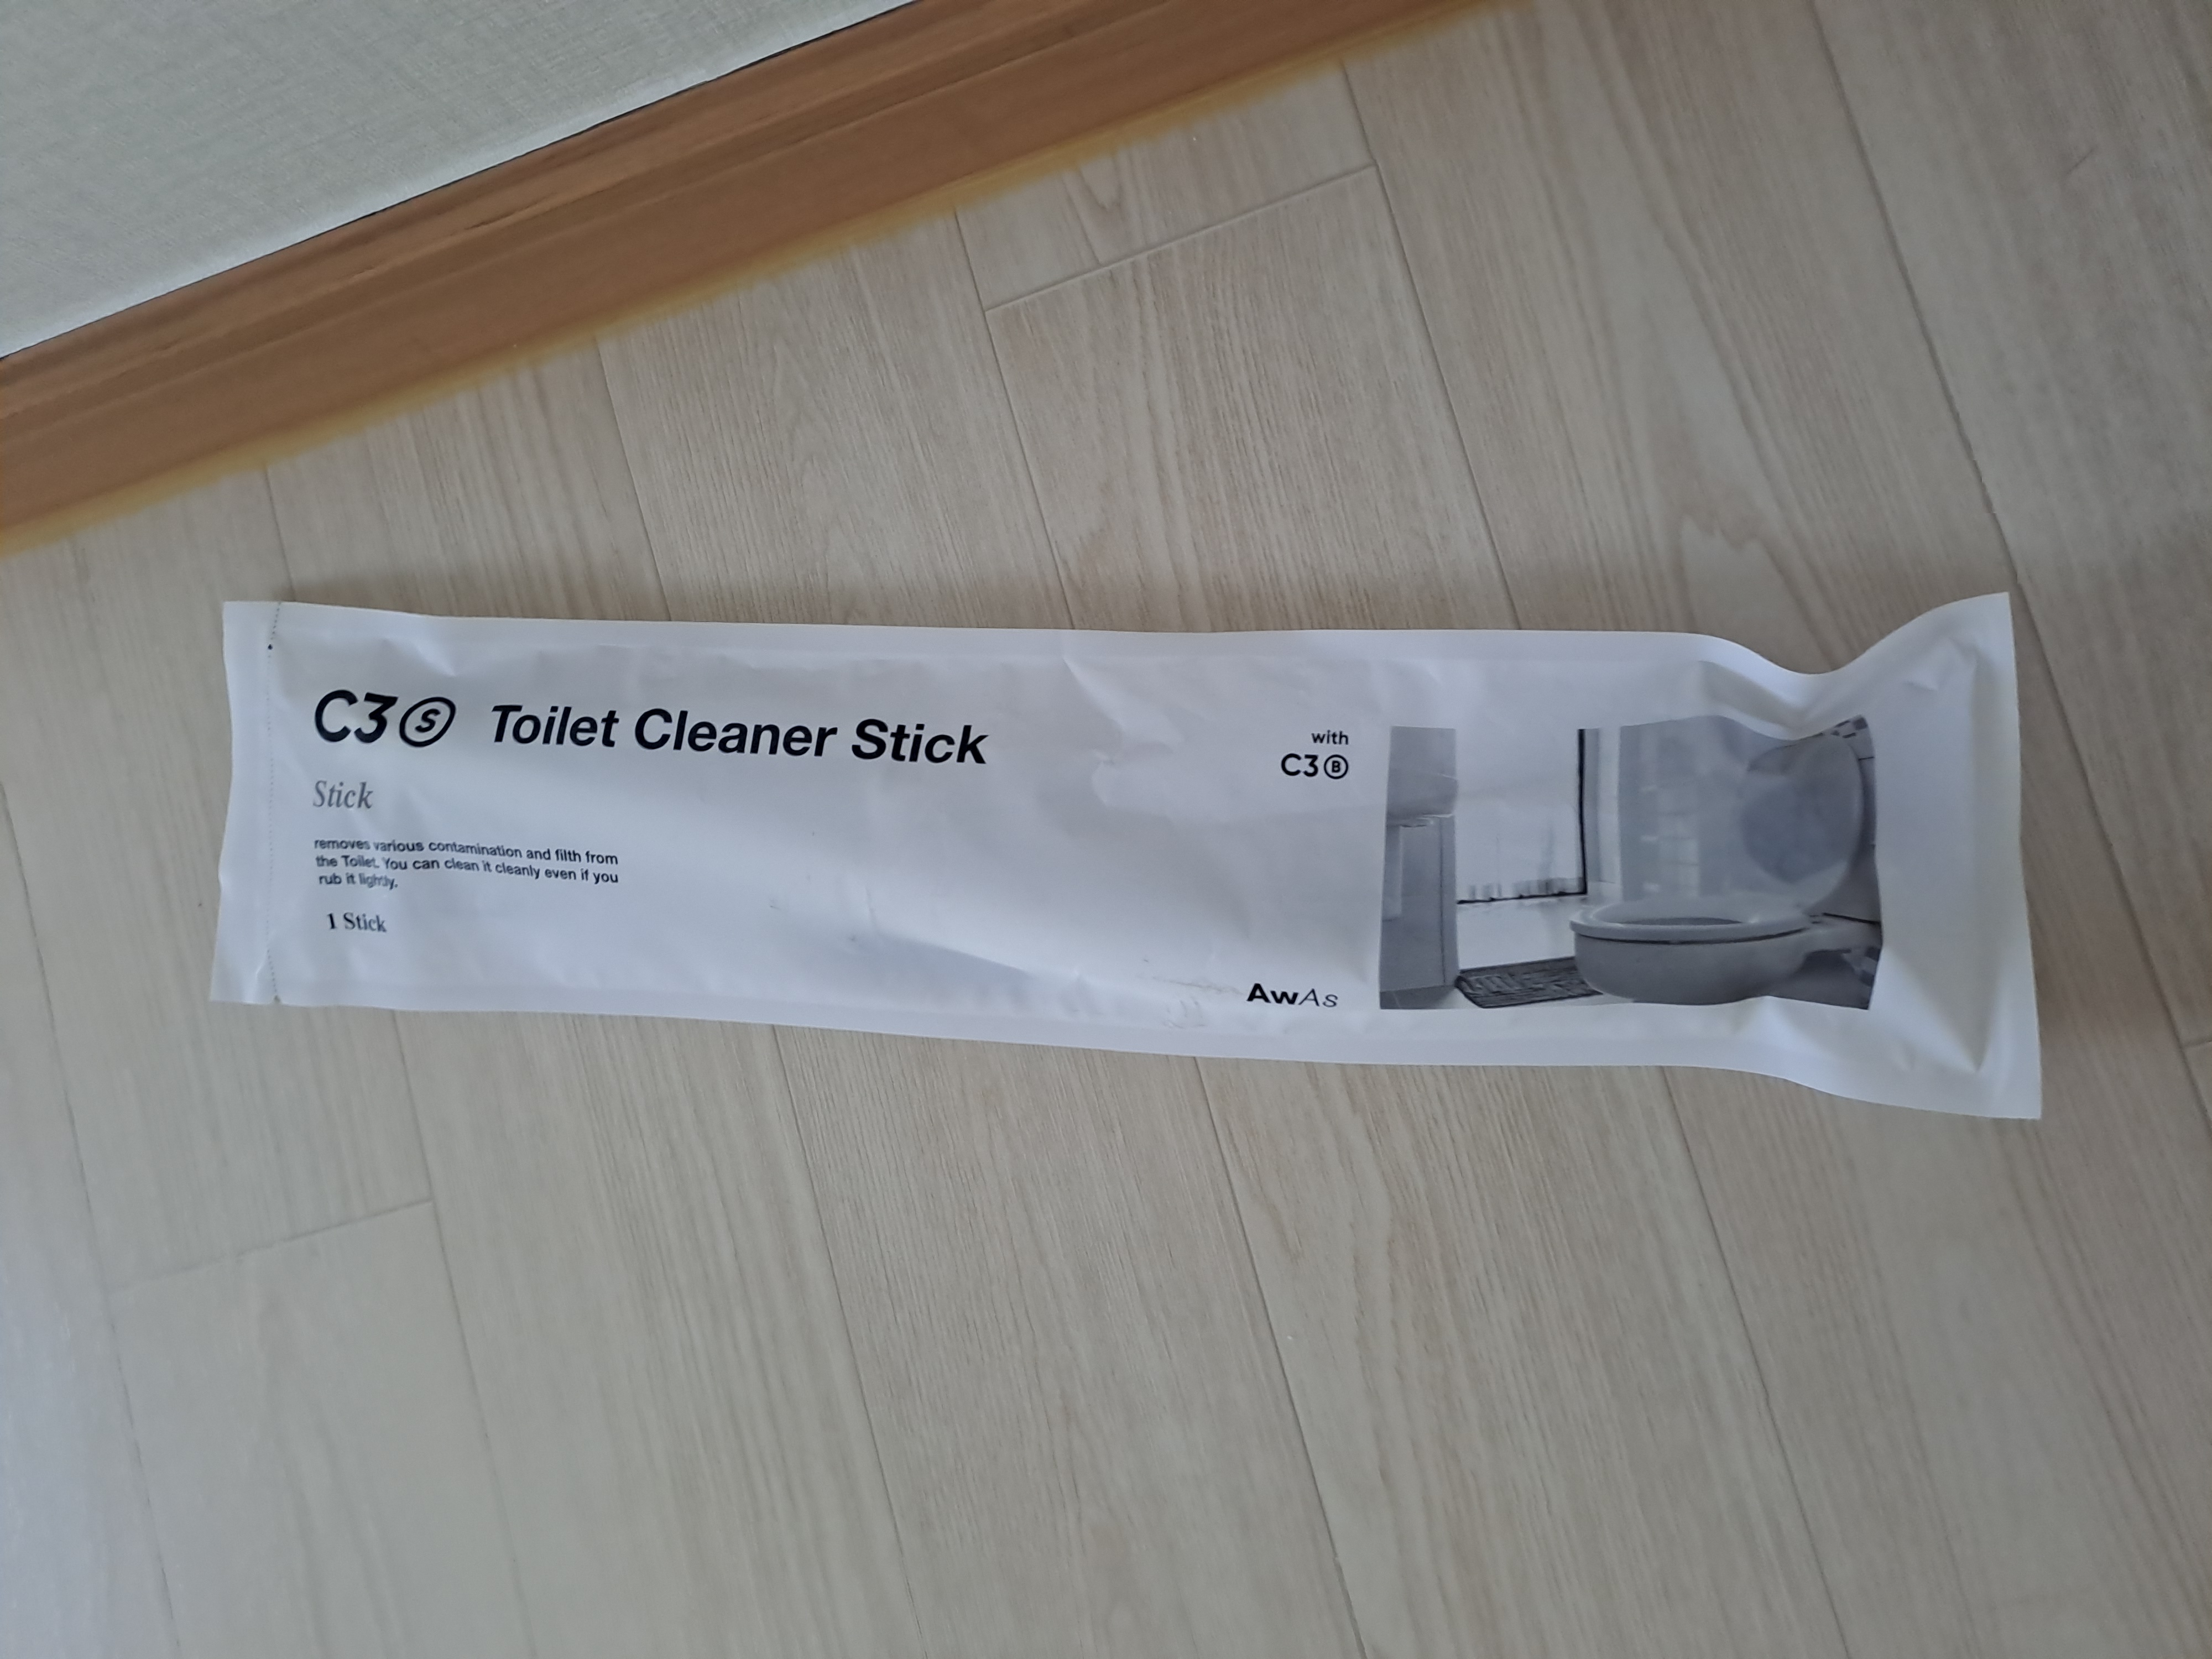 C3Ⓢ Toilet Cleaner Stick
Stick
removes various contamination and filth from
the Toilet. You can clean it cleanly even if you
rub it lightly.
1 Stick
with
C3Ⓑ
AwAs